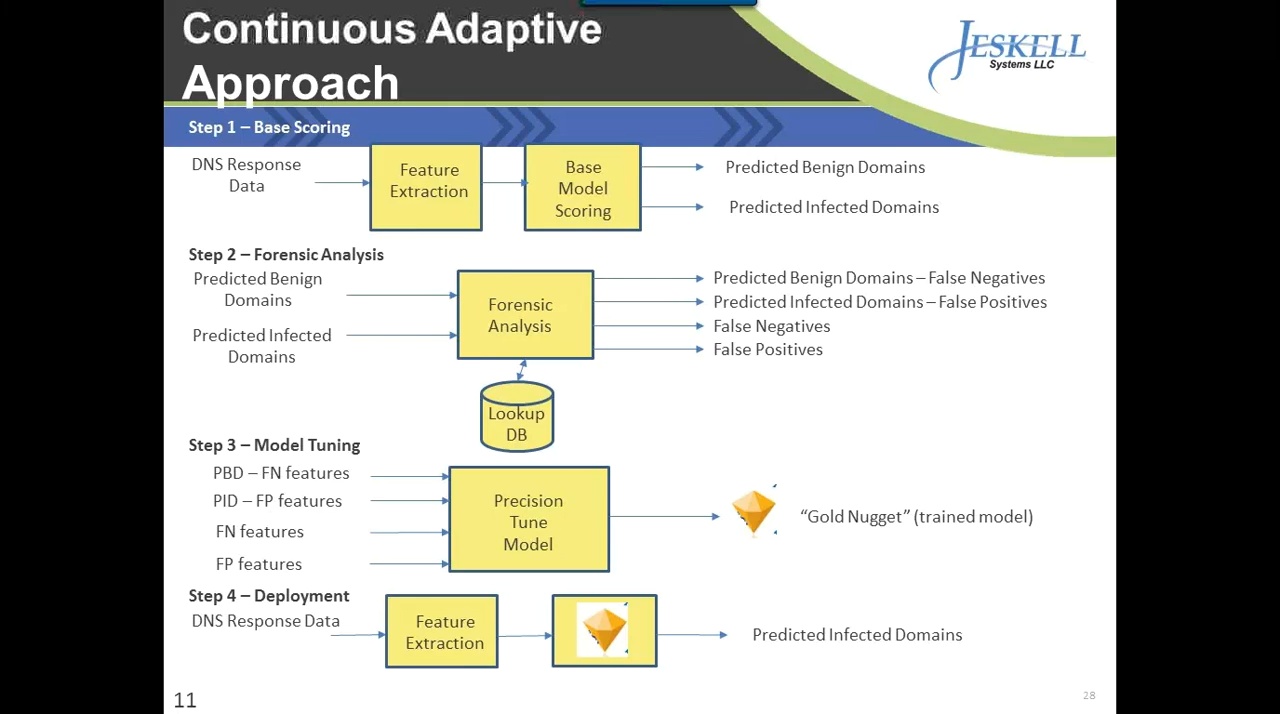 Continuous Adaptive
Approach
JESKELL
Systems LLC
Step 1 – Base Scoring
DNS Response
Data
Feature
Extraction
Base
Model
Scoring
Predicted Benign Domains
Predicted Infected Domains
Step 2 – Forensic Analysis
Predicted Benign
Domains
Predicted Infected
Domains
Forensic
Analysis
Predicted Benign Domains – False Negatives
Predicted Infected Domains – False Positives
False Negatives
False Positives
Lookup
DB
Step 3 – Model Tuning
PBD – FN features
PID – FP features
FN features
FP features
Precision
Tune
Model
“Gold Nugget” (trained model)
Step 4 – Deployment
DNS Response Data
Feature
Extraction
Predicted Infected Domains
11
28